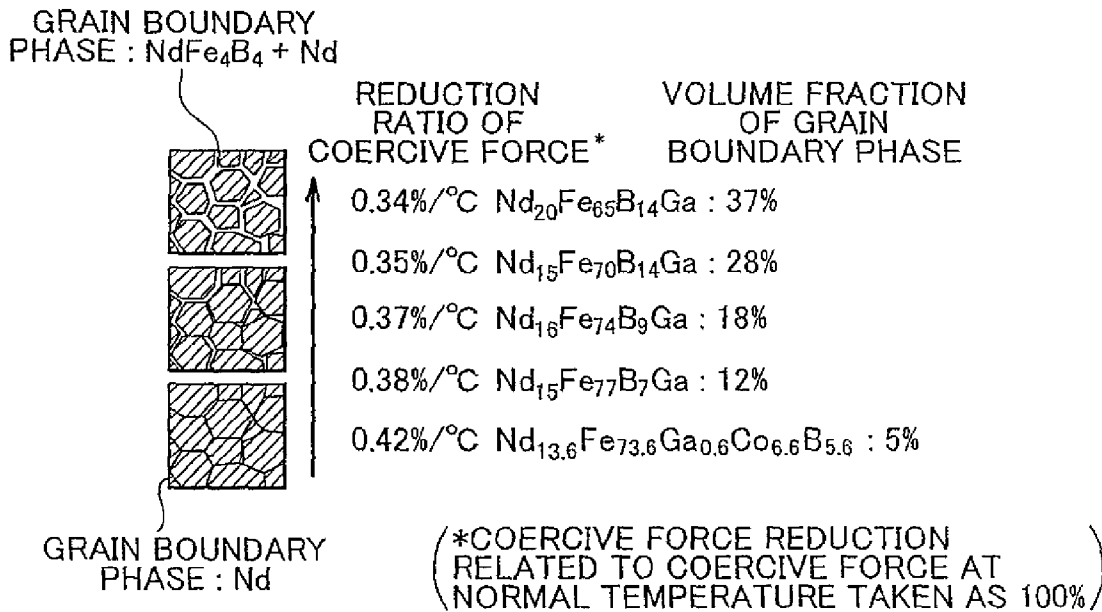 GRAIN BOUNDARY
PHASE : NdFe₄B₄ + Nd
REDUCTION
RATIO OF
COERCIVE FORCE*
VOLUME FRACTION
OF GRAIN
BOUNDARY PHASE
0.34%/°C Nd₂₀Fe₆₅B₁₄Ga : 37%
0.35%/°C Nd₁₅Fe₇₀B₁₄Ga : 28%
0.37%/°C Nd₁₆Fe₇₄B₉Ga : 18%
0.38%/°C Nd₁₅Fe₇₇B₇Ga : 12%
0.42%/°C Nd₁₃.₆Fe₇₃.₆Ga₀.₆Co₆.₆B₅.₆ : 5%
GRAIN BOUNDARY
PHASE : Nd
(*COERCIVE FORCE REDUCTION
RELATED TO COERCIVE FORCE AT
NORMAL TEMPERATURE TAKEN AS 100%)